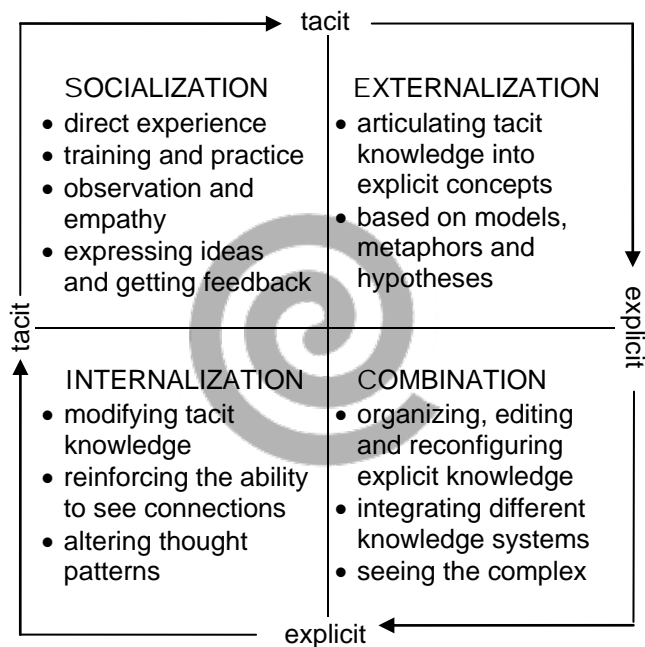 tacit
SOCIALIZATION
• direct experience
• training and practice
• observation and
empathy
• expressing ideas
and getting feedback
EXTERNALIZATION
• articulating tacit
knowledge into
explicit concepts
• based on models,
metaphors and
hypotheses
tacit
explicit
INTERNALIZATION
• modifying tacit
knowledge
• reinforcing the ability
to see connections
• altering thought
patterns
COMBINATION
• organizing, editing
and reconfiguring
explicit knowledge
• integrating different
knowledge systems
• seeing the complex
explicit